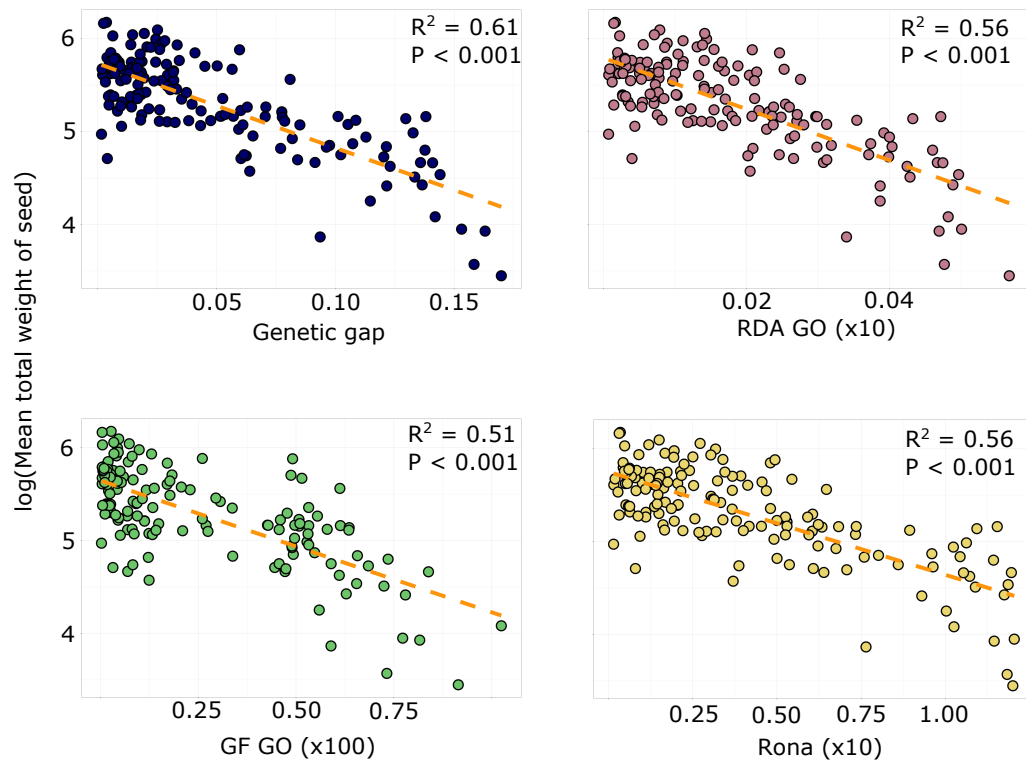 log(Mean total weight of seed)
R² = 0.61
P < 0.001
6
5
4
0.05 0.10 0.15
Genetic gap
R² = 0.56
P < 0.001
0.02 0.04
RDA GO (x10)
R² = 0.51
P < 0.001
6
5
4
0.25 0.50 0.75
GF GO (x100)
R² = 0.56
P < 0.001
0.25 0.50 0.75 1.00
Rona (x10)